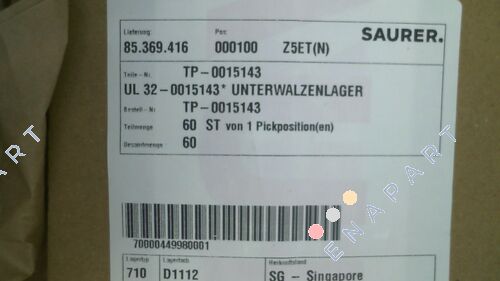 Lieferung: Pos: SAURER.
85.369.416 000100 Z5ET(N)
Teile-Nr. TP-0015143
UL 32-0015143* UNTERWALZENLAGER
Bestell-Nr. TP-0015143
Teilmenge 60 ST von 1 Pickposition(en)
Gesamtmenge 60
70000449980001
Lagertyp Lagerfach Herkunftsland
710 D1112 SG - Singapore
ENAPART
ENAPART
ENAPART